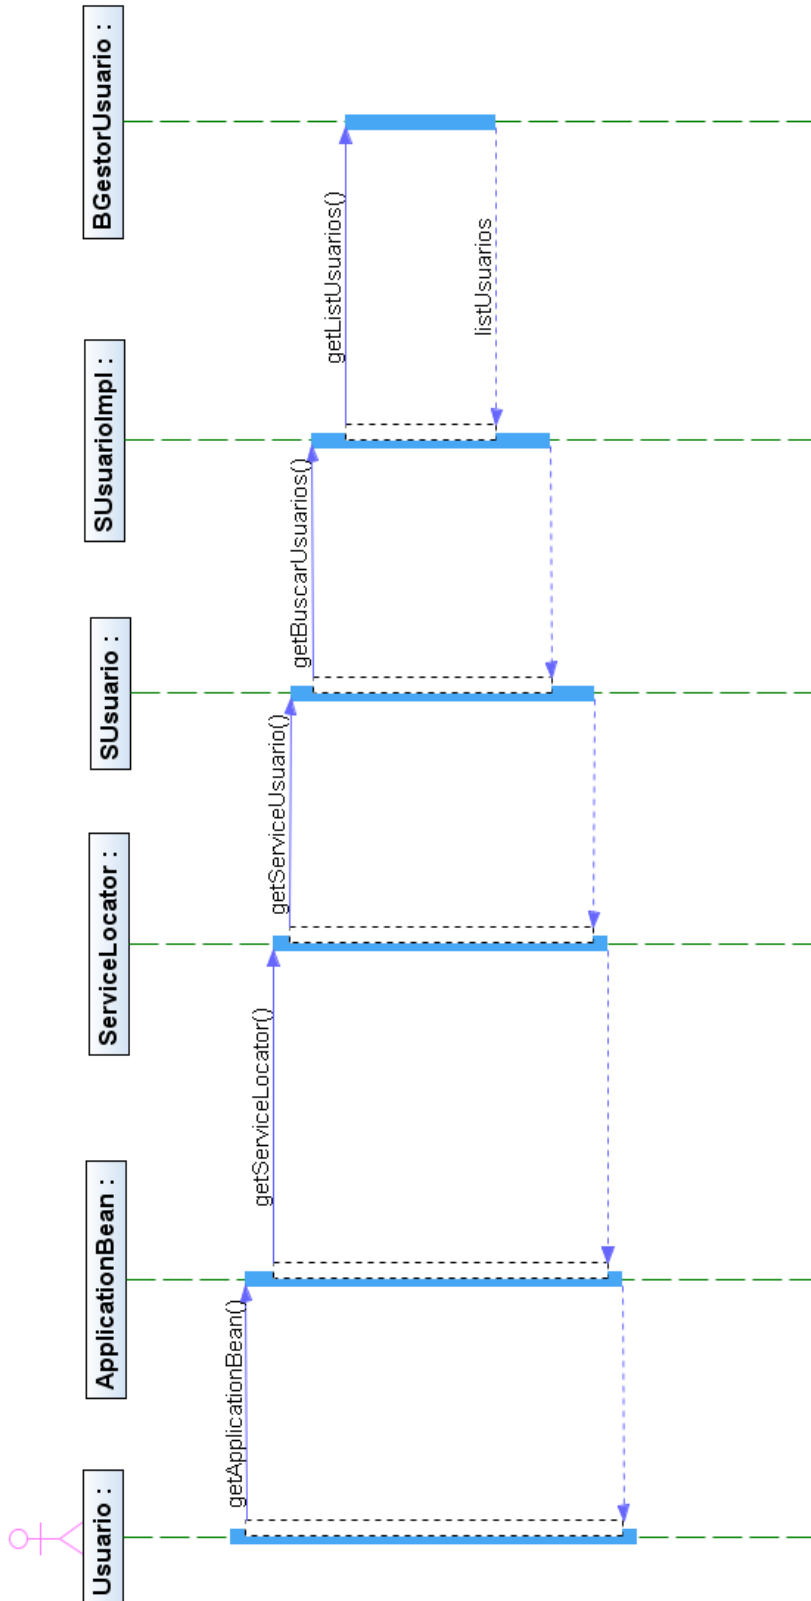 Usuario :
ApplicationBean :
ServiceLocator :
SUsuario :
SUsuarioImpl :
BGestorUsuario :
getApplicationBean()
getServiceLocator()
getServiceUsuario()
getBuscarUsuarios()
getListUsuarios()
listUsuarios